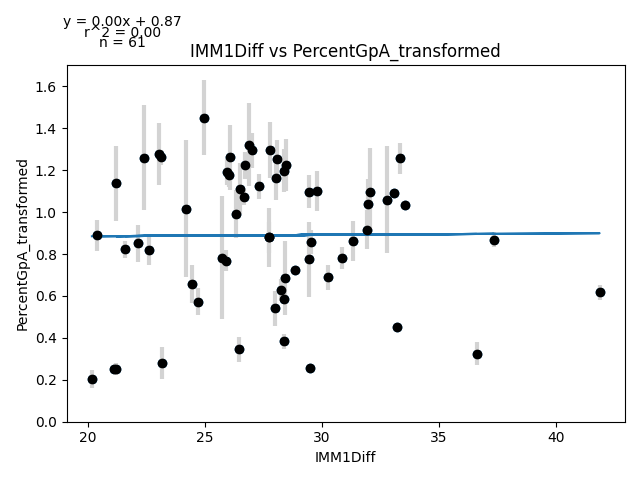 y = 0.00x + 0.87
r^2 = 0.00
n = 61
IMM1Diff vs PercentGpA_transformed
PercentGpA_transformed
1.6
1.4
1.2
1.0
0.8
0.6
0.4
0.2
0.0
20 25 30 35 40
IMM1Diff